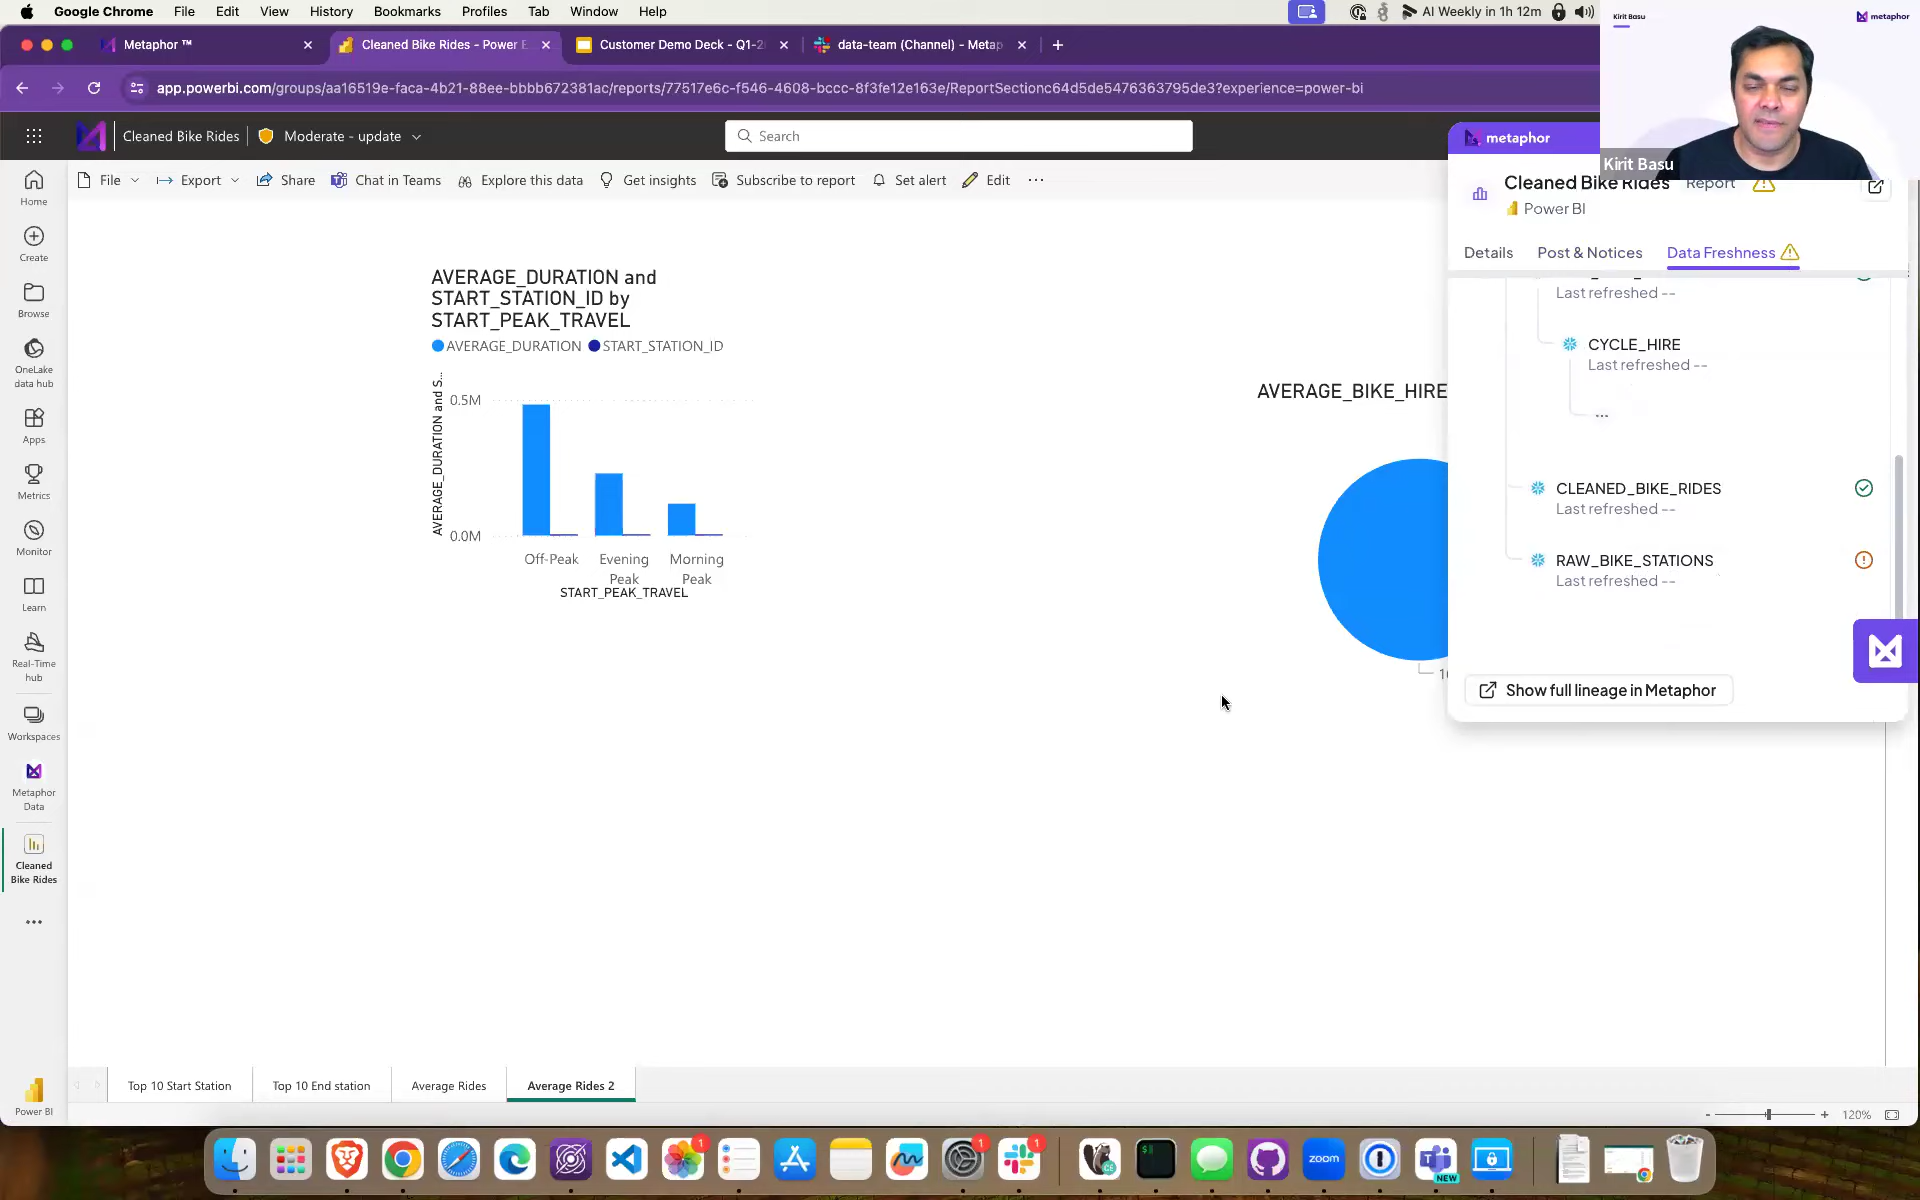 Google Chrome File Edit View History Bookmarks Profiles Tab Window Help
AI Weekly in 1h 12m
Kirit Basu
metaphor
Metaphor ™
Cleaned Bike Rides - Power
Customer Demo Deck - Q1-2
data-team (Channel) - Metap
app.powerbi.com/groups/aa16519e-faca-4b21-88ee-bbbb672381ac/reports/77517e6c-f546-4608-bccc-8f3fe12e163e/ReportSectionc64d5de5476363795de3?experience=power-bi
Cleaned Bike Rides
Moderate - update
Search
metaphor
Kirit Basu
File
Export
Share
Chat in Teams
Explore this data
Get insights
Subscribe to report
Set alert
Edit
...
Home
Create
Browse
OneLake
data hub
Apps
Metrics
Monitor
Learn
Real-Time
hub
Workspaces
Metaphor
Data
Cleaned
Bike Rides
...
Power BI
AVERAGE_DURATION and
START_STATION_ID by
START_PEAK_TRAVEL
AVERAGE_DURATION START_STATION_ID
AVERAGE_DURATION and S...
0.5M
0.0M
Off-Peak
Evening
Peak
Morning
Peak
START_PEAK_TRAVEL
AVERAGE_BIKE_HIRE
Cleaned Bike Rides Report
Power BI
Details
Post & Notices
Data Freshness
Last refreshed --
CYCLE_HIRE
Last refreshed --
...
CLEANED_BIKE_RIDES
Last refreshed --
RAW_BIKE_STATIONS
Last refreshed --
Show full lineage in Metaphor
Top 10 Start Station
Top 10 End station
Average Rides
Average Rides 2
- + 120%
1
1
1
zoom
NEW